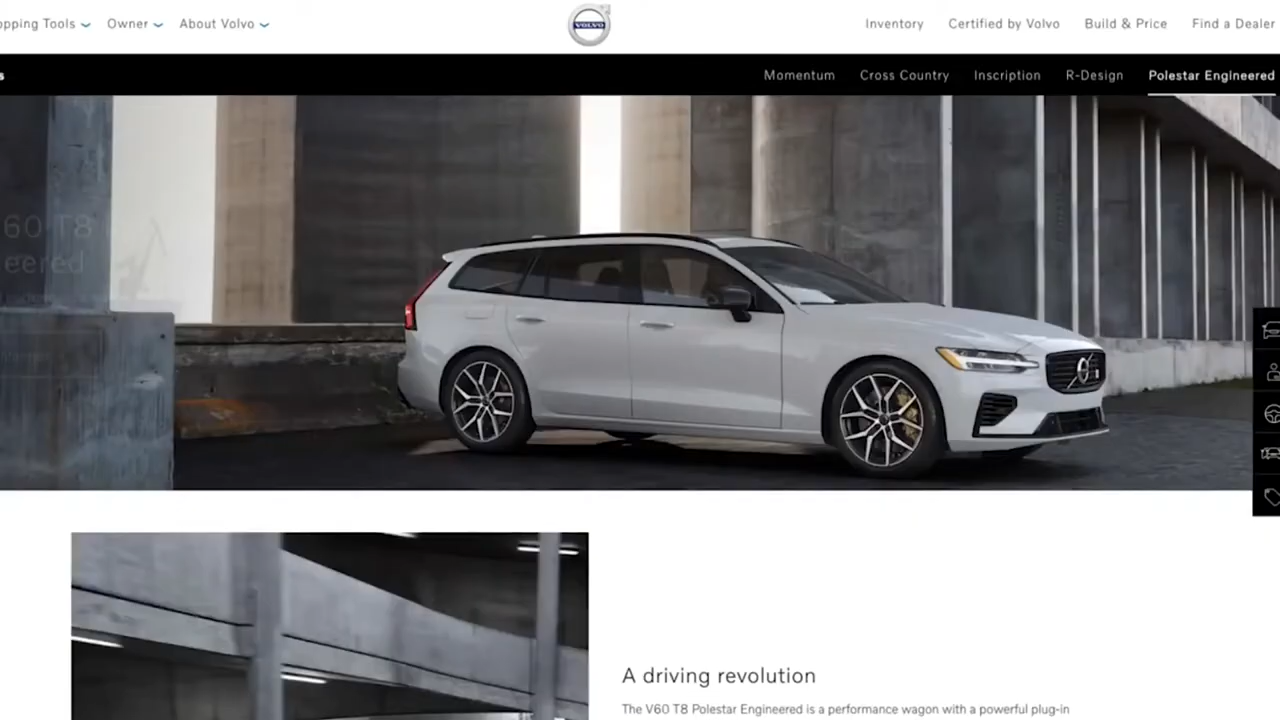 opping Tools Owner About Volvo VOLVO Inventory Certified by Volvo Build & Price Find a Dealer
s Momentum Cross Country Inscription R-Design Polestar Engineered
60 T8
eered
A driving revolution
The V60 T8 Polestar Engineered is a performance wagon with a powerful plug-in